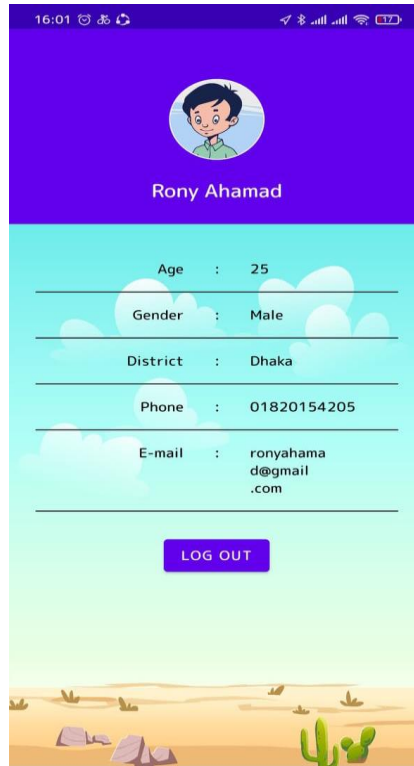 16:01 17
Rony Ahamad
Age : 25
Gender : Male
District : Dhaka
Phone : 01820154205
E-mail : ronyahama
d@gmail
.com
LOG OUT